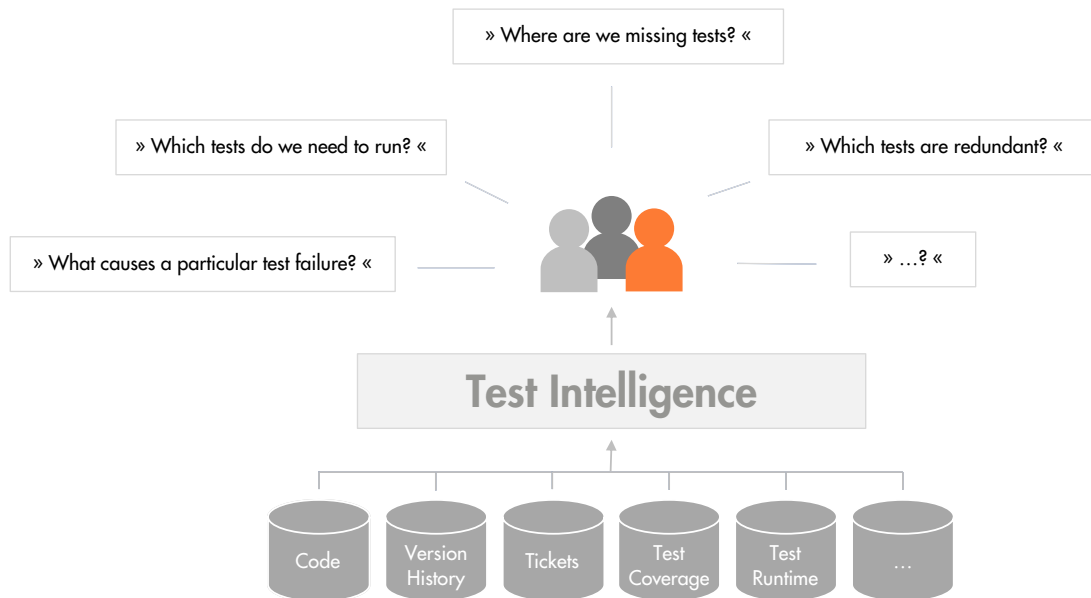 » Where are we missing tests? «
» Which tests do we need to run? «
» Which tests are redundant? «
» What causes a particular test failure? «
» ...? «
Test Intelligence
Code
Version
History
Tickets
Test
Coverage
Test
Runtime
...